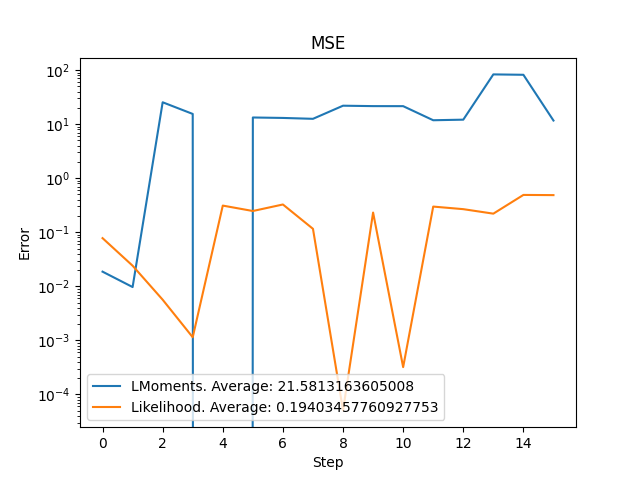 MSE
10²
10¹
10⁰
10⁻¹
10⁻²
10⁻³
10⁻⁴
Error
LMoments. Average: 21.5813163605008
Likelihood. Average: 0.19403457760927753
0 2 4 6 8 10 12 14
Step